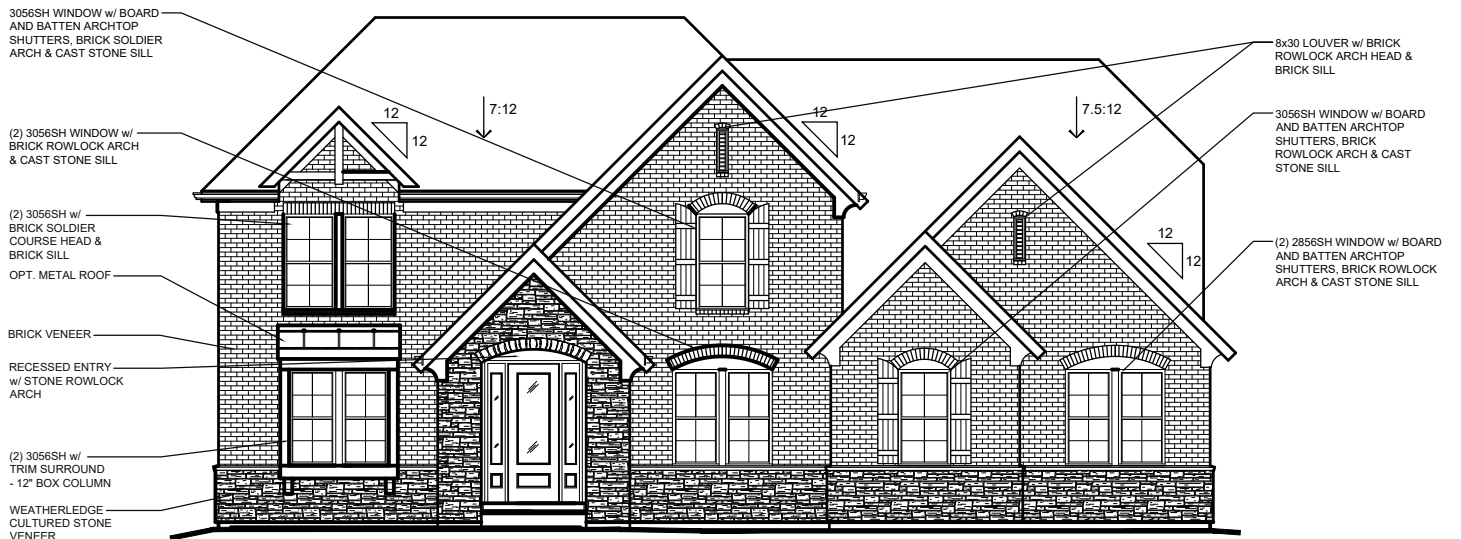 3056SH WINDOW w/ BOARD
AND BATTEN ARCHTOP
SHUTTERS, BRICK SOLDIER
ARCH & CAST STONE SILL
(2) 3056SH WINDOW w/
BRICK ROWLOCK ARCH
& CAST STONE SILL
(2) 3056SH w/
BRICK SOLDIER
COURSE HEAD &
BRICK SILL
OPT. METAL ROOF
BRICK VENEER
RECESSED ENTRY
w/ STONE ROWLOCK
ARCH
(2) 3056SH w/
TRIM SURROUND
- 12" BOX COLUMN
WEATHERLEDGE
CULTURED STONE
VENEER
12
12
7:12
12
12
7.5:12
12
12
8x30 LOUVER w/ BRICK
ROWLOCK ARCH HEAD &
BRICK SILL
3056SH WINDOW w/ BOARD
AND BATTEN ARCHTOP
SHUTTERS, BRICK
ROWLOCK ARCH & CAST
STONE SILL
(2) 2856SH WINDOW w/ BOARD
AND BATTEN ARCHTOP
SHUTTERS, BRICK ROWLOCK
ARCH & CAST STONE SILL